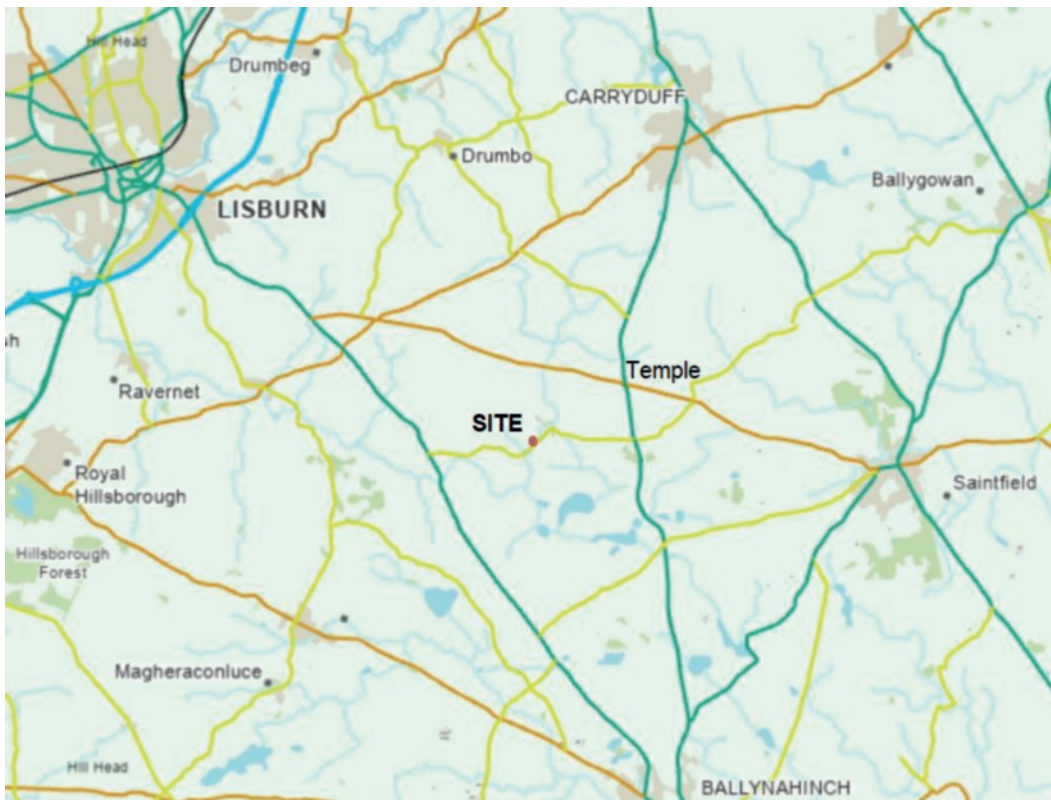 Hill Head
Drumbeg
CARRYDUFF
Drumbo
Ballygowan
LISBURN
Temple
Ravernet
SITE
Royal
Hillsborough
Saintfield
Hillsborough
Forest
Magheraconluce
Hill Head
BALLYNAHINCH